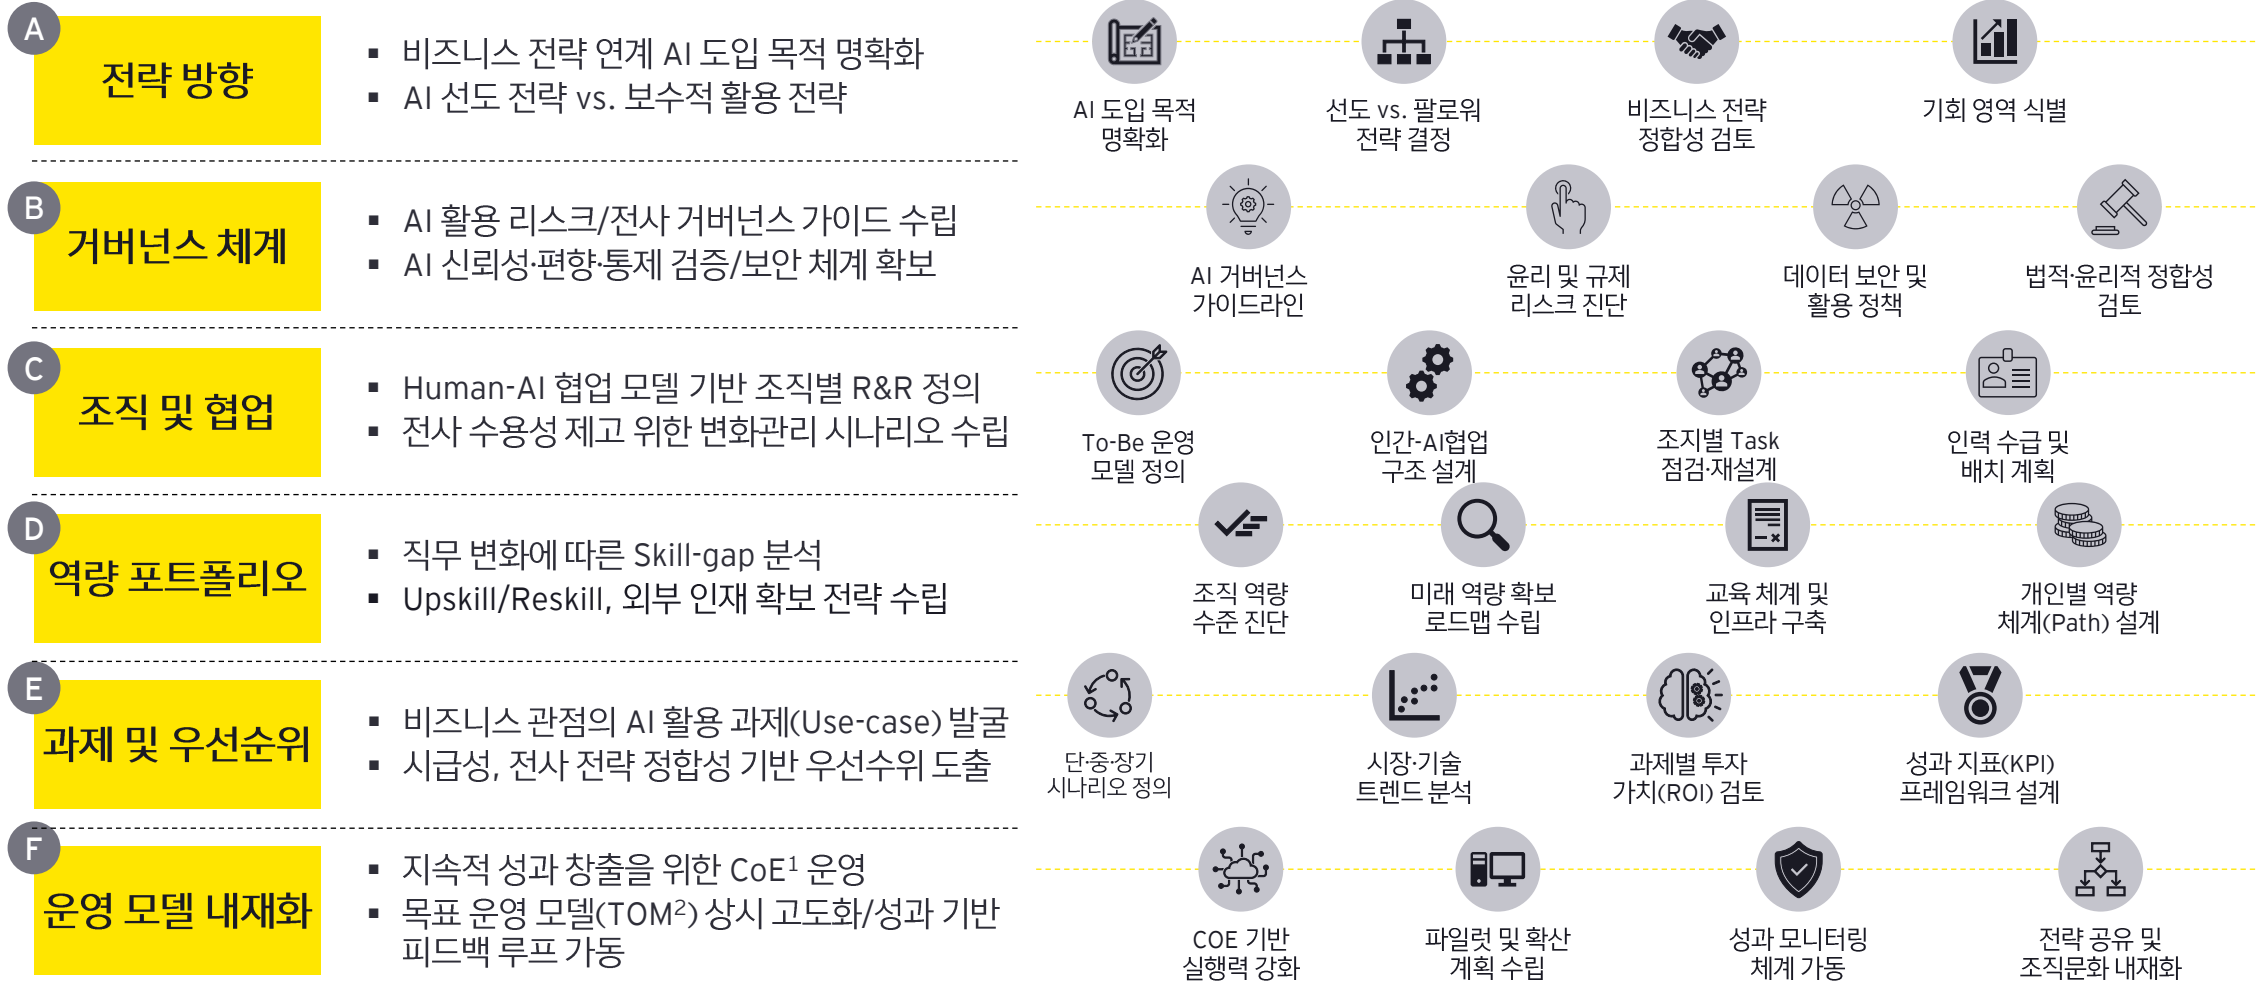 A
전략 방향
▪ 비즈니스 전략 연계 AI 도입 목적 명확화
▪ AI 선도 전략 vs. 보수적 활용 전략
AI 도입 목적
명확화
선도 vs. 팔로워
전략 결정
비즈니스 전략
정합성 검토
기회 영역 식별
B
거버넌스 체계
▪ AI 활용 리스크/전사 거버넌스 가이드 수립
▪ AI 신뢰성·편향·통제 검증/보안 체계 확보
AI 거버넌스
가이드라인
윤리 및 규제
리스크 진단
데이터 보안 및
활용 정책
법적·윤리적 정합성
검토
C
조직 및 협업
▪ Human-AI 협업 모델 기반 조직별 R&R 정의
▪ 전사 수용성 제고 위한 변화관리 시나리오 수립
To-Be 운영
모델 정의
인간-AI협업
구조 설계
조지별 Task
점검·재설계
인력 수급 및
배치 계획
D
역량 포트폴리오
▪ 직무 변화에 따른 Skill-gap 분석
▪ Upskill/Reskill, 외부 인재 확보 전략 수립
조직 역량
수준 진단
미래 역량 확보
로드맵 수립
교육 체계 및
인프라 구축
개인별 역량
체계(Path) 설계
E
과제 및 우선순위
▪ 비즈니스 관점의 AI 활용 과제(Use-case) 발굴
▪ 시급성, 전사 전략 정합성 기반 우선수위 도출
단·중·장기
시나리오 정의
시장·기술
트렌드 분석
과제별 투자
가치(ROI) 검토
성과 지표(KPI)
프레임워크 설계
F
운영 모델 내재화
▪ 지속적 성과 창출을 위한 CoE¹ 운영
▪ 목표 운영 모델(TOM²) 상시 고도화/성과 기반
피드백 루프 가동
COE 기반
실행력 강화
파일럿 및 확산
계획 수립
성과 모니터링
체계 가동
전략 공유 및
조직문화 내재화